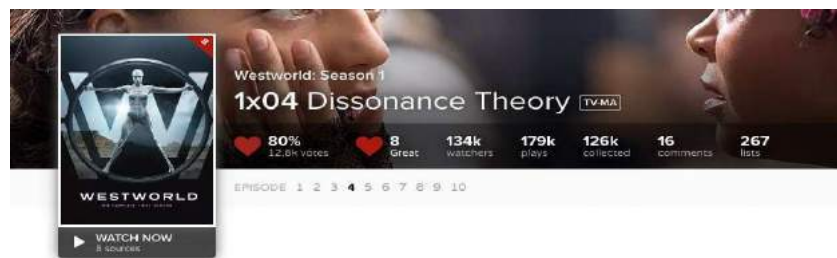 Westworld: Season 1
1x04 Dissonance Theory TV-MA
80% 8 134k 179k 126k 16 267
12.8k votes Great watchers plays collected comments lists
EPISODE 1 2 3 4 5 6 7 8 9 10
8
WESTWORLD
WATCH NOW
8 sources